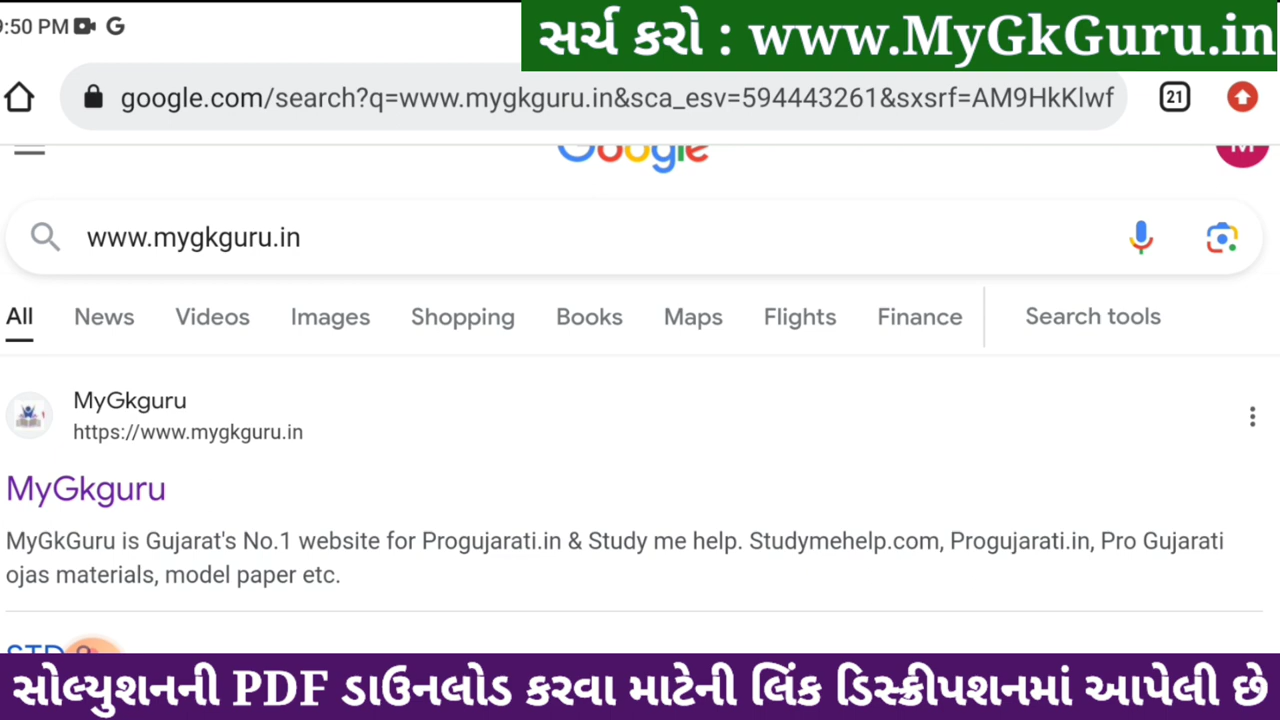 9:50 PM G
સર્ચ કરો : www.MyGkGuru.in
google.com/search?q=www.mygkguru.in&sca_esv=594443261&sxsrf=AM9HkKlwf
21
Google
M
www.mygkguru.in
All News Videos Images Shopping Books Maps Flights Finance Search tools
MyGkguru
https://www.mygkguru.in
MyGkguru
MyGkGuru is Gujarat's No.1 website for Progujarati.in & Study me help. Studymehelp.com, Progujarati.in, Pro Gujarati
ojas materials, model paper etc.
STD
સોલ્યુશનની PDF ડાઉનલોડ કરવા માટેની લિંક ડિસ્ક્રીપશનમાં આપેલી છે